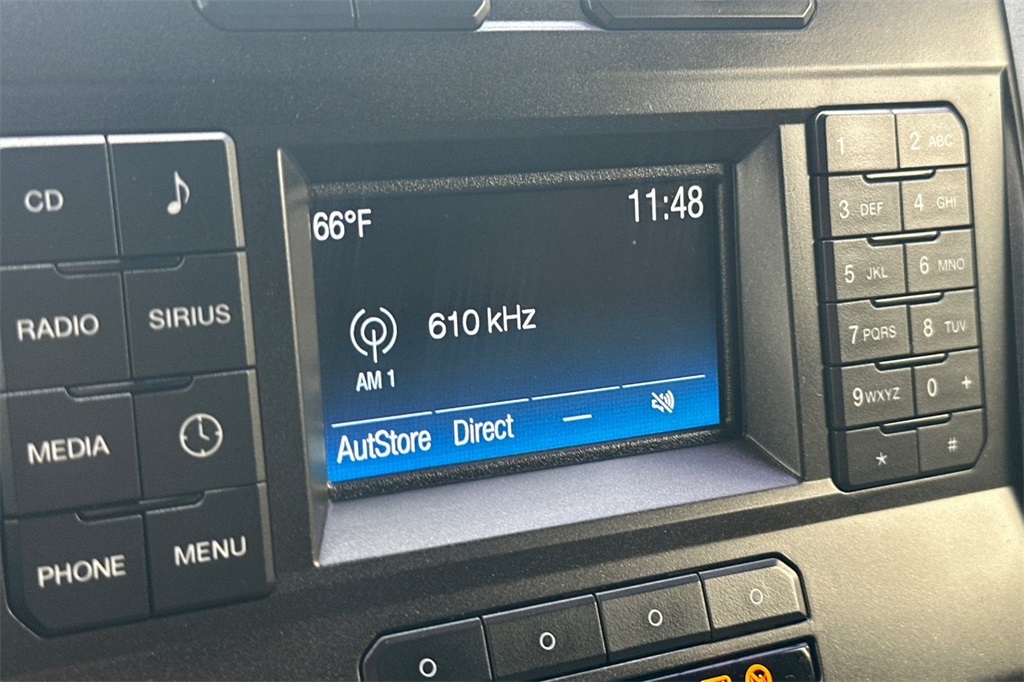 CD
RADIO SIRIUS
MEDIA
PHONE MENU
66°F 11:48
610 kHz
AM 1
AutStore Direct —
1 2 ABC
3 DEF 4 GHI
5 JKL 6 MNO
7 PQRS 8 TUV
9 WXYZ 0 +
* #